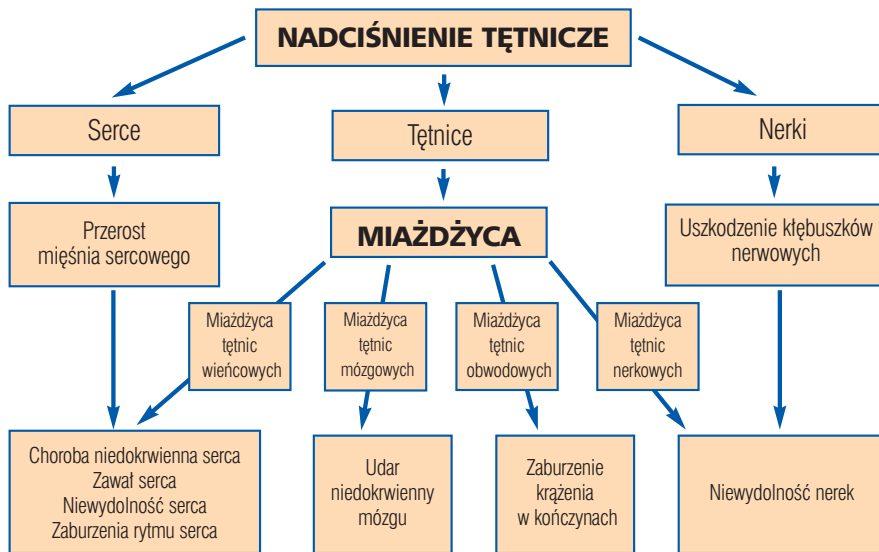 NADCIŚNIENIE TĘTNICZE
Serce
Tętnice
Nerki
Przerost
mięśnia sercowego
MIAŻDŻYCA
Uszkodzenie kłębuszków
nerwowych
Miażdżyca
tętnic
wieńcowych
Miażdżyca
tętnic
mózgowych
Miażdżyca
tętnic
obwodowych
Miażdżyca
tętnic
nerkowych
Choroba niedokrwienna serca
Zawał serca
Niewydolność serca
Zaburzenia rytmu serca
Udar
niedokrwienny
mózgu
Zaburzenie
krążenia
w kończynach
Niewydolność nerek